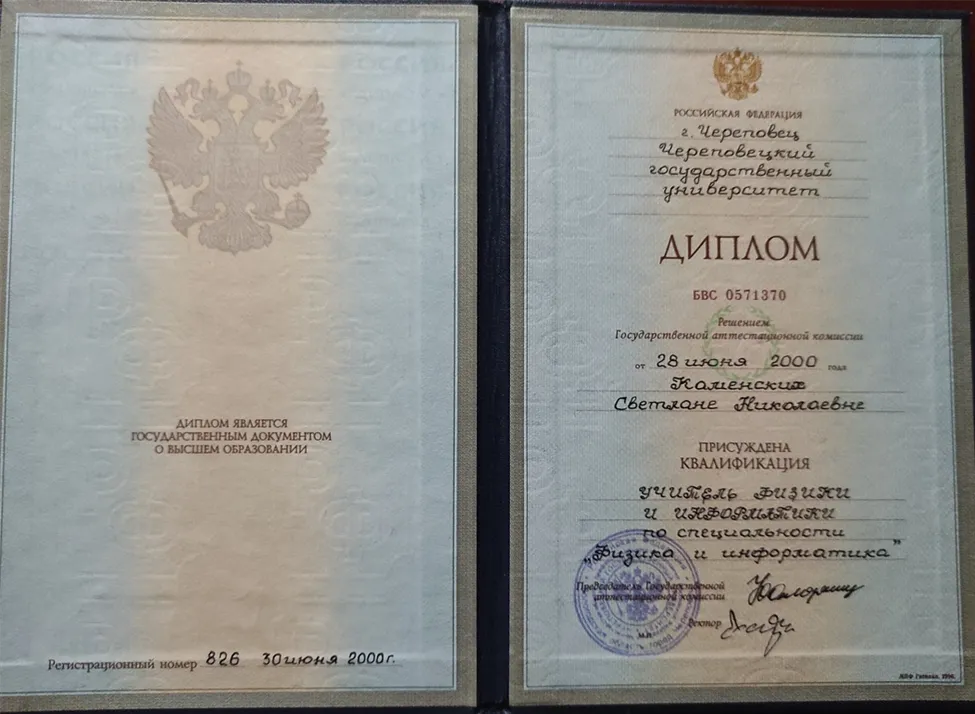 ДИПЛОМ ЯВЛЯЕТСЯ
ГОСУДАРСТВЕННЫМ ДОКУМЕНТОМ
О ВЫСШЕМ ОБРАЗОВАНИИ
Регистрационный номер 826 30 июня 2000г.
РОССИЙСКАЯ ФЕДЕРАЦИЯ
г. Череповец
Череповецкий
государственный
университет
ДИПЛОМ
БВС 0571370
Решением
Государственной аттестационной комиссии
от 28 июня 2000 года
Каменских
Светлане Николаевне
ПРИСУЖДЕНА
КВАЛИФИКАЦИЯ
УЧИТЕЛЬ ФИЗИКИ
И ИНФОРМАТИКИ
по специальности
„Физика и информатика”
Председатель Государственной
аттестационной комиссии
Ректор
М.П.